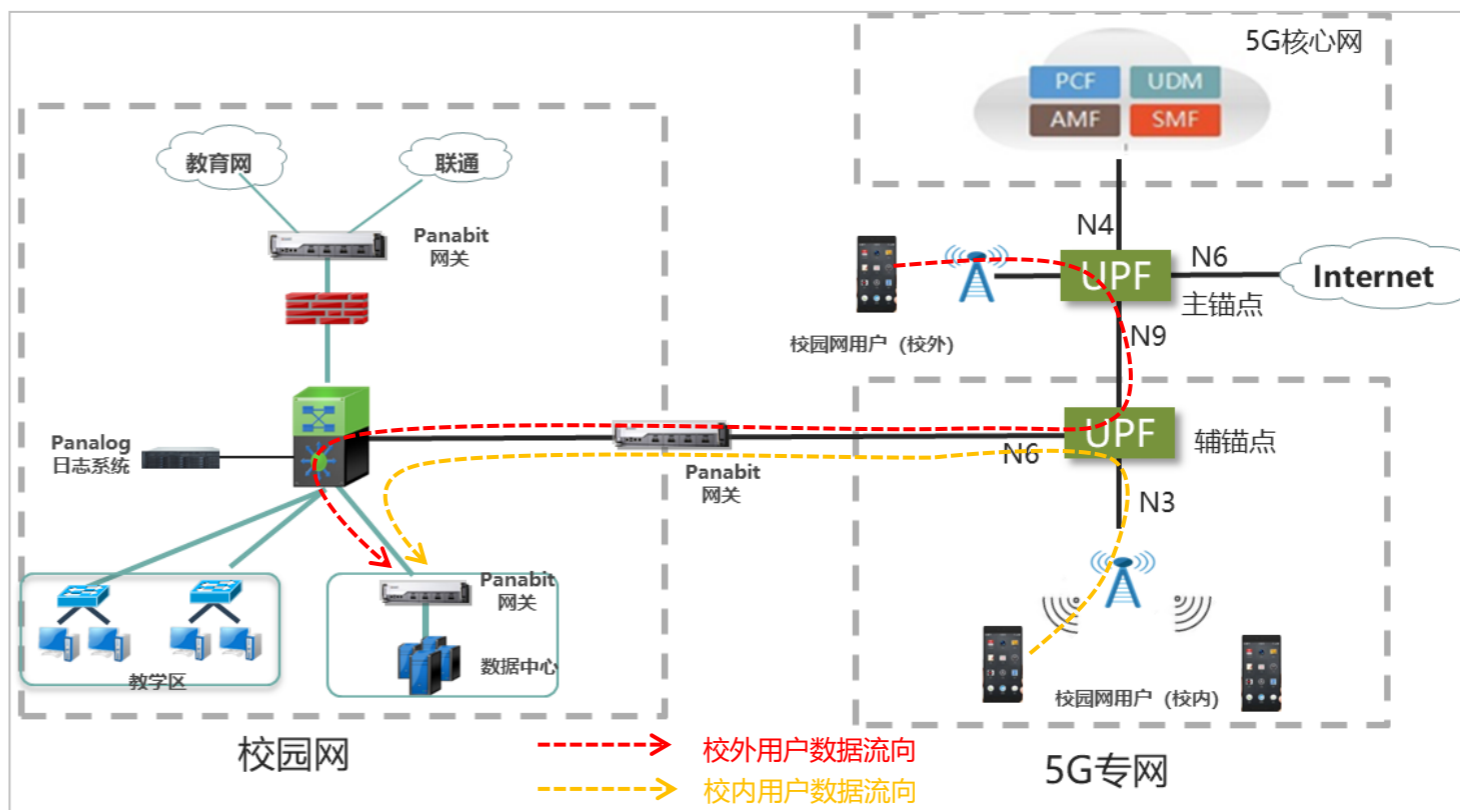 5G核心网
PCF
UDM
AMF
SMF
教育网
联通
Panabit
网关
N4
N6
UPF
Internet
主锚点
校园网用户（校外）
N9
Panalog
日志系统
UPF
辅锚点
N6
Panabit
网关
N3
Panabit
网关
数据中心
教学区
校园网用户（校内）
校园网
校外用户数据流向
5G专网
校内用户数据流向